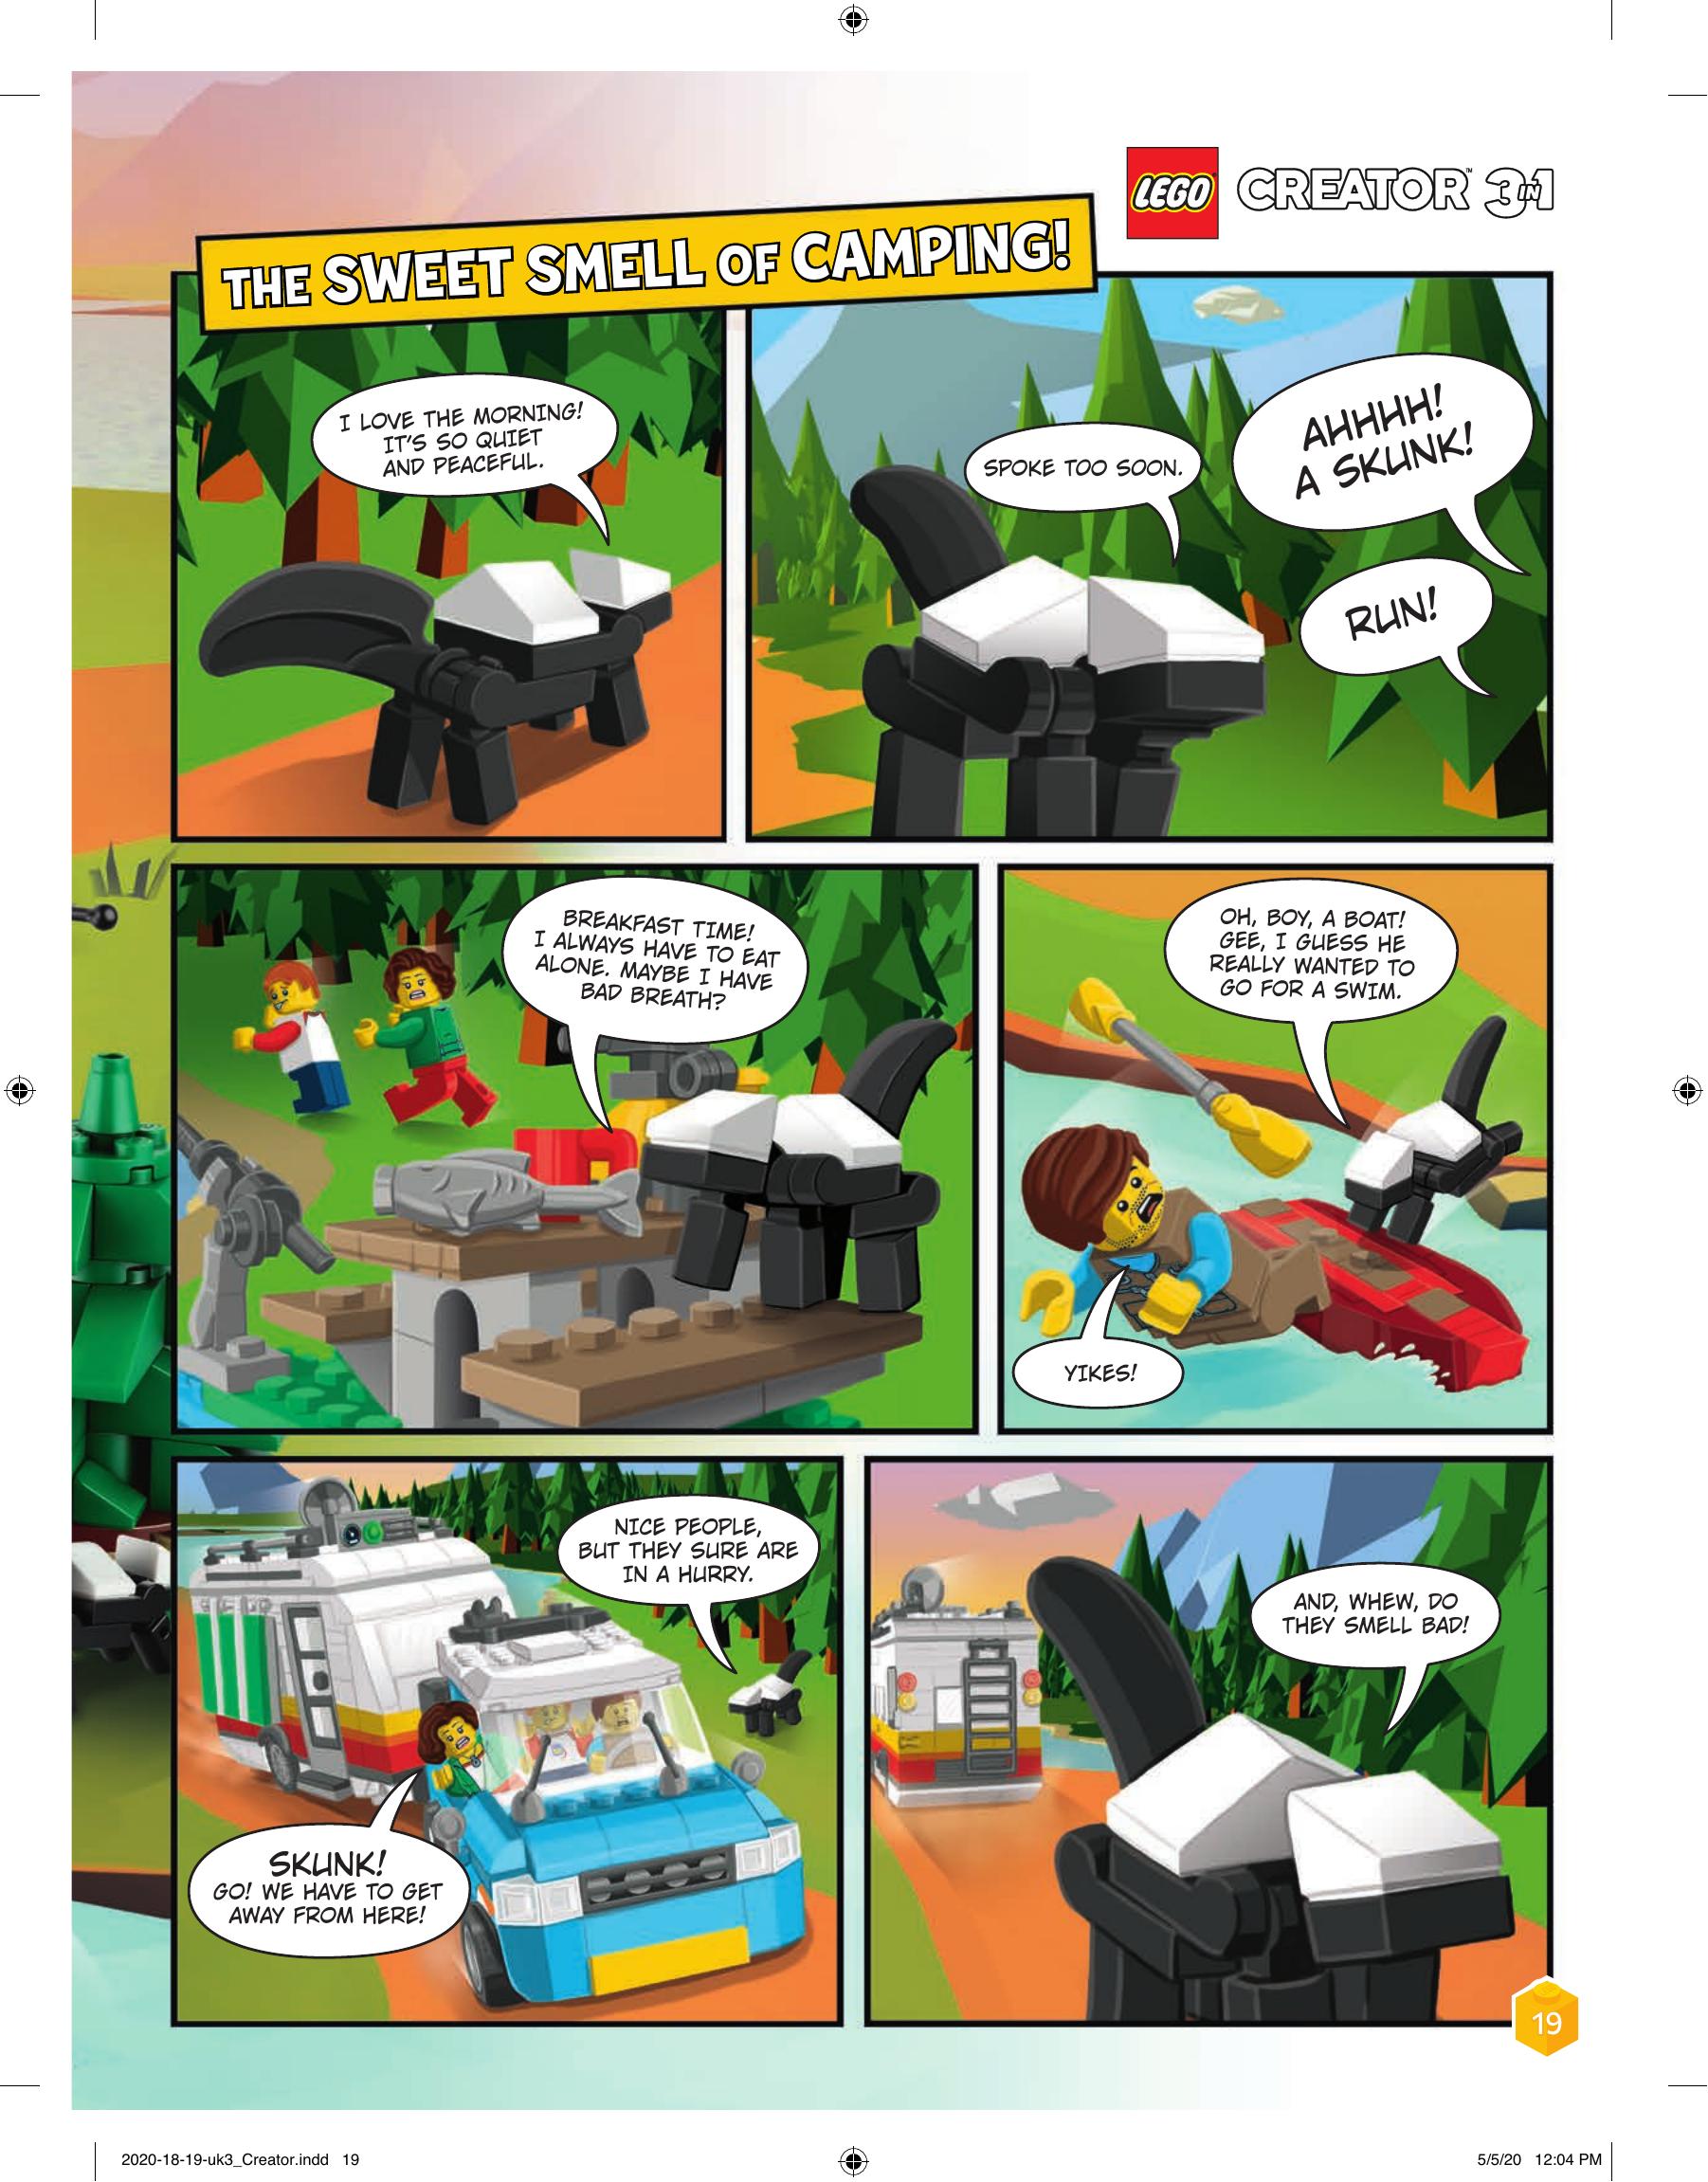 LEGO CREATOR™ 3IN1
THE SWEET SMELL OF CAMPING!
I LOVE THE MORNING!
IT'S SO QUIET
AND PEACEFUL.
SPOKE TOO SOON.
AHHHH!
A SKUNK!
RUN!
BREAKFAST TIME!
I ALWAYS HAVE TO EAT
ALONE. MAYBE I HAVE
BAD BREATH?
OH, BOY, A BOAT!
GEE, I GUESS HE
REALLY WANTED TO
GO FOR A SWIM.
YIKES!
NICE PEOPLE,
BUT THEY SURE ARE
IN A HURRY.
SKUNK!
GO! WE HAVE TO GET
AWAY FROM HERE!
AND, WHEW, DO
THEY SMELL BAD!
19
2020-18-19-uk3_Creator.indd 19
5/5/20 12:04 PM